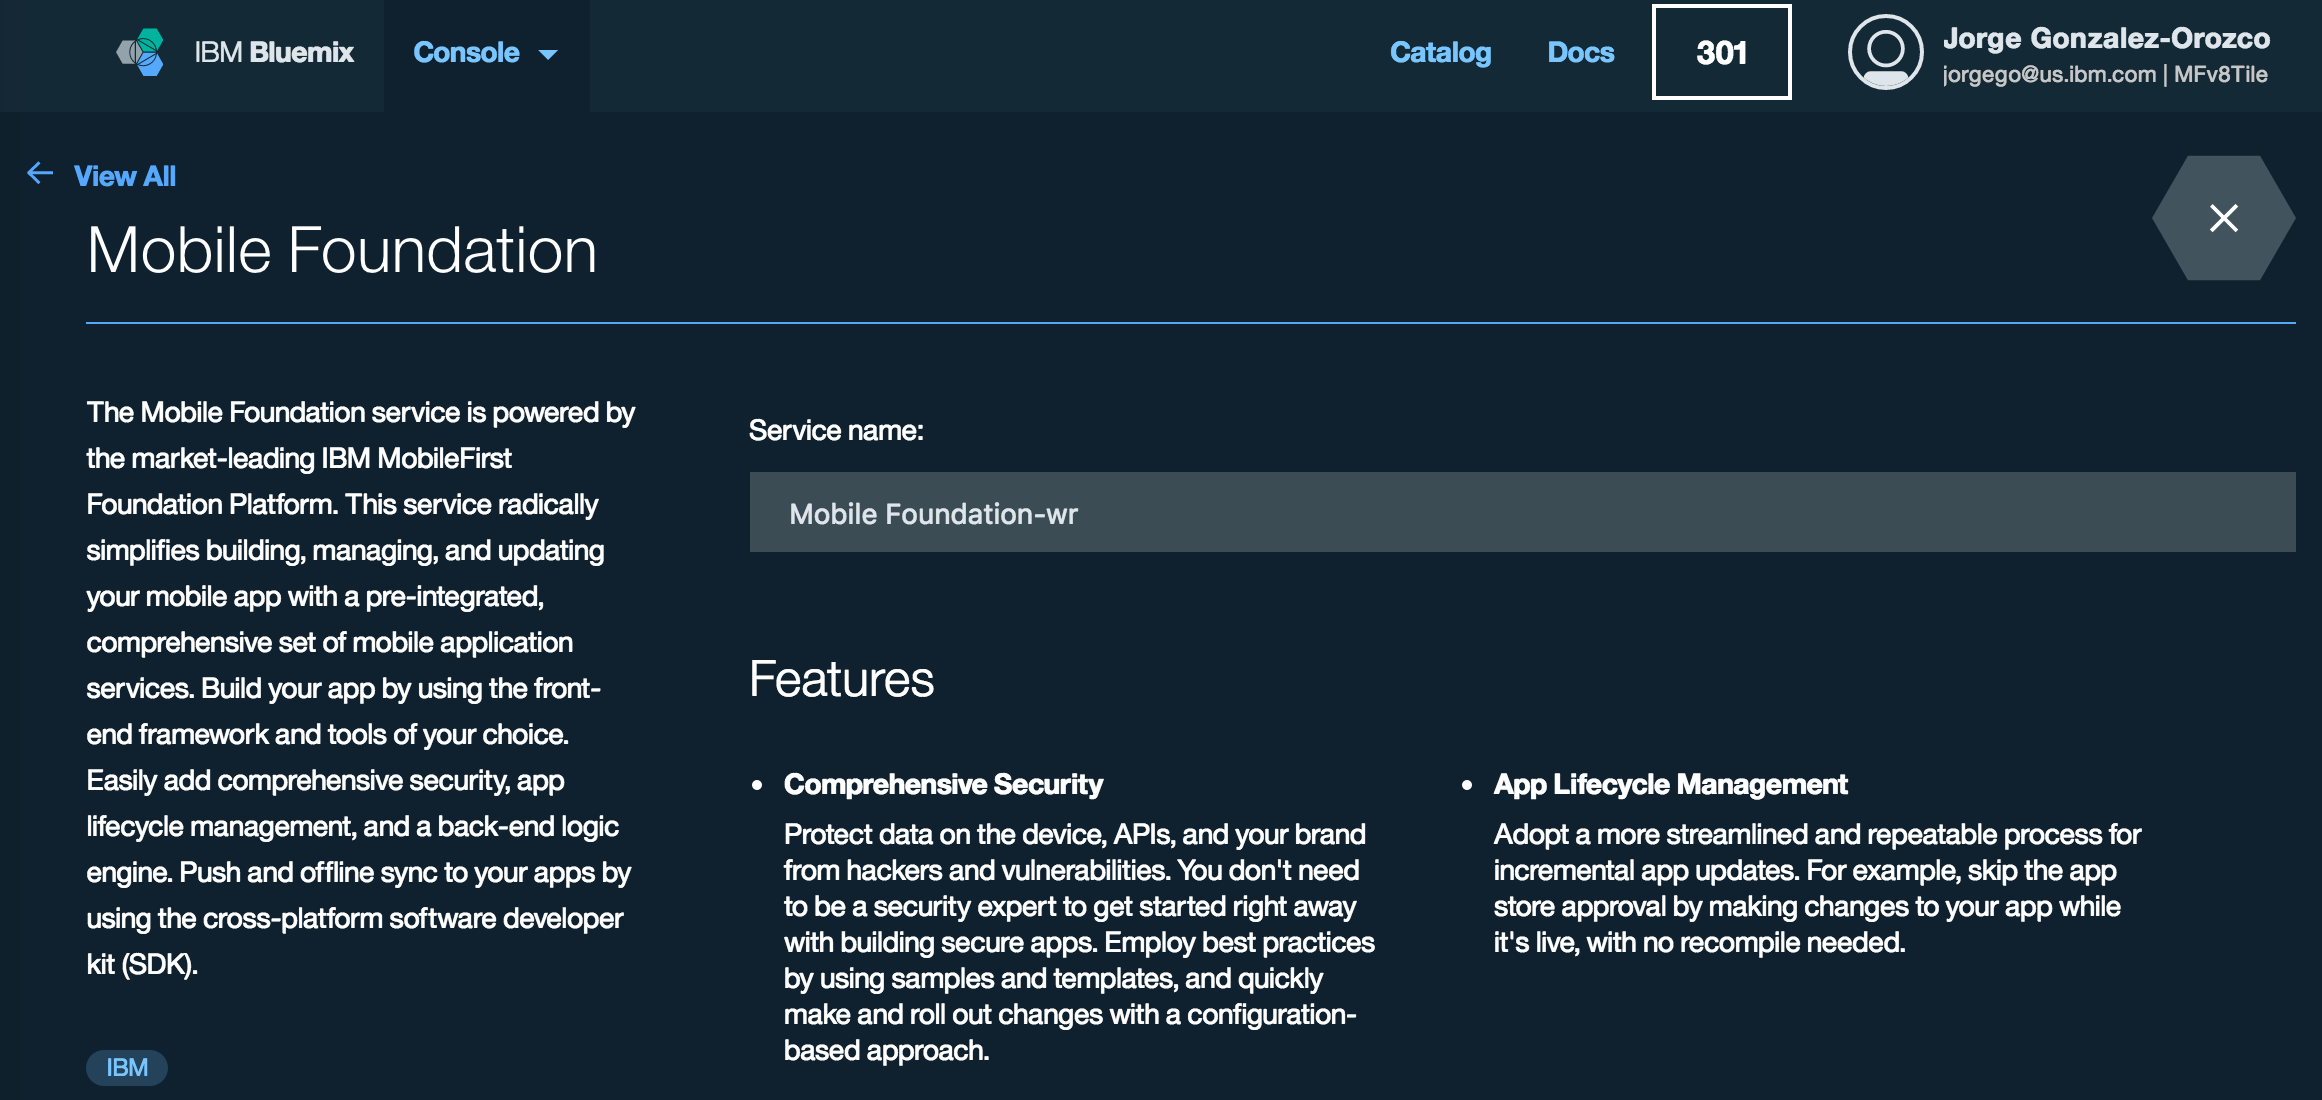 IBM Bluemix
Console
Catalog
Docs
301
Jorge Gonzalez-Orozco
jorgego@us.ibm.com | MFv8Tile
View All
Mobile Foundation
The Mobile Foundation service is powered by
the market-leading IBM MobileFirst
Foundation Platform. This service radically
simplifies building, managing, and updating
your mobile app with a pre-integrated,
comprehensive set of mobile application
services. Build your app by using the front-
end framework and tools of your choice.
Easily add comprehensive security, app
lifecycle management, and a back-end logic
engine. Push and offline sync to your apps by
using the cross-platform software developer
kit (SDK).
IBM
Service name:
Mobile Foundation-wr
Features
• Comprehensive Security
Protect data on the device, APIs, and your brand
from hackers and vulnerabilities. You don't need
to be a security expert to get started right away
with building secure apps. Employ best practices
by using samples and templates, and quickly
make and roll out changes with a configuration-
based approach.
• App Lifecycle Management
Adopt a more streamlined and repeatable process for
incremental app updates. For example, skip the app
store approval by making changes to your app while
it's live, with no recompile needed.